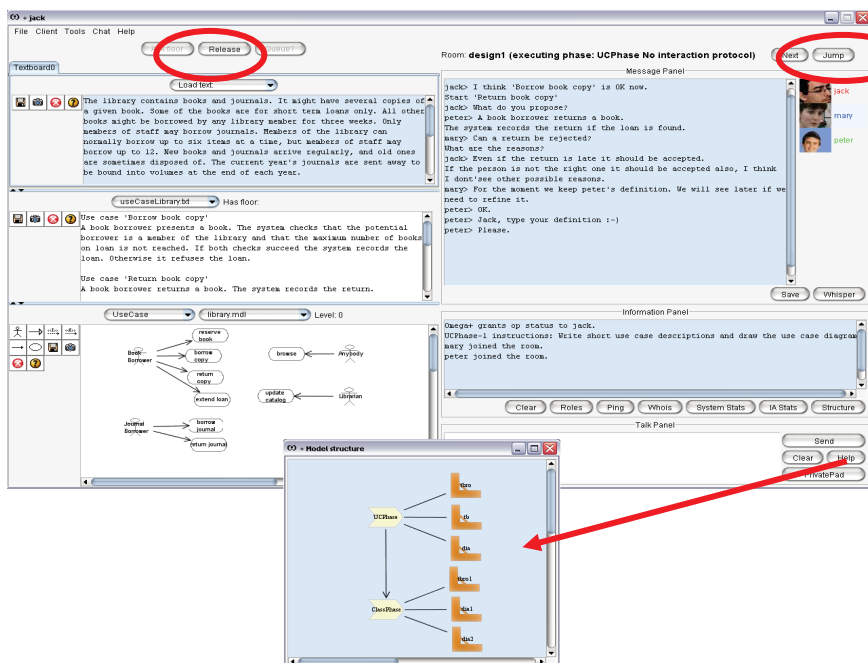 + jack
File Client Tools Chat Help
Ask floor Release Queue?
Textboard0
Load text:
The library contains books and journals. It might have several copies of
a given book. Some of the books are for short term loans only. All other
books might be borrowed by any library member for three weeks. Only
members of staff may borrow journals. Members of the library can
normally borrow up to six items at a time, but members of staff may
borrow up to 12. New books and journals arrive regularly, and old ones
are sometimes disposed of. The current year's journals are sent away to
be bound into volumes at the end of each year.
useCaseLibrary.txt Has floor:
Use case 'Borrow book copy'
A book borrower presents a book. The system checks that the potential
borrower is a member of the library and that the maximum number of books
on loan is not reached. If both checks succeed the system records the
loan. Otherwise it refuses the loan.
Use case 'Return book copy'
A book borrower returns a book. The system records the return.
UseCase library.mdl Level: 0
reserve
book
Book
Borrower
borrow
copy
return
copy
extend loan
browse
Anybody
update
catalog
Librarian
Journal
Borrower
borrow
journal
return journal
Room: design1 (executing phase: UCPhase No interaction protocol)
Next Jump
Message Panel
jack> I think 'Borrow book copy' is OK now.
Start 'Return book copy'
jack> What do you propose?
peter> A book borrower returns a book.
The system records the return if the loan is found.
mary> Can a return be rejected?
What are the reasons?
jack> Even if the return is late it should be accepted.
If the person is not the right one it should be accepted also, I think
I dont'see other possible reasons.
mary> For the moment we keep peter's definition. We will see later if we
need to refine it.
peter> OK.
peter> Jack, type your definition :-)
peter> Please.
jack
mary
peter
Save Whisper
Information Panel
Omega+ grants op status to jack.
UCPhase-1 instructions: Write short use case descriptions and draw the use case diagram
mary joined the room.
peter joined the room.
Clear Roles Ping Whois System Stats IA Stats Structure
Talk Panel
Send
Clear Help
PrivatePad
+ Model structure
UCPhase
thro
tb
dia
ClassPhase
thro1
dia1
dia2